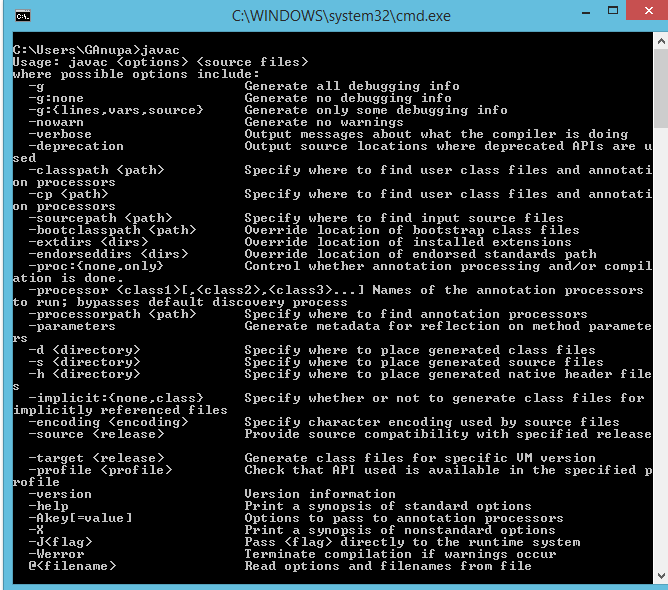 C:\WINDOWS\system32\cmd.exe
C:\Users\GAnupa>javac
Usage: javac <options> <source files>
where possible options include:
  -g                         Generate all debugging info
  -g:none                    Generate no debugging info
  -g:{lines,vars,source}     Generate only some debugging info
  -nowarn                    Generate no warnings
  -verbose                   Output messages about what the compiler is doing
  -deprecation               Output source locations where deprecated APIs are u
sed
  -classpath <path>          Specify where to find user class files and annotati
on processors
  -cp <path>                 Specify where to find user class files and annotati
on processors
  -sourcepath <path>         Specify where to find input source files
  -bootclasspath <path>      Override location of bootstrap class files
  -extdirs <dirs>            Override location of installed extensions
  -endorseddirs <dirs>       Override location of endorsed standards path
  -proc:{none,only}          Control whether annotation processing and/or compil
ation is done.
  -processor <class1>[,<class2>,<class3>...] Names of the annotation processors
to run; bypasses default discovery process
  -processorpath <path>      Specify where to find annotation processors
  -parameters                Generate metadata for reflection on method paramete
rs
  -d <directory>             Specify where to place generated class files
  -s <directory>             Specify where to place generated source files
  -h <directory>             Specify where to place generated native header file
s
  -implicit:{none,class}     Specify whether or not to generate class files for
implicitly referenced files
  -encoding <encoding>       Specify character encoding used by source files
  -source <release>          Provide source compatibility with specified release
  -target <release>          Generate class files for specific VM version
  -profile <profile>         Check that API used is available in the specified p
rofile
  -version                   Version information
  -help                      Print a synopsis of standard options
  -Akey[=value]              Options to pass to annotation processors
  -X                         Print a synopsis of nonstandard options
  -J<flag>                   Pass <flag> directly to the runtime system
  -Werror                    Terminate compilation if warnings occur
  @<filename>                Read options and filenames from file